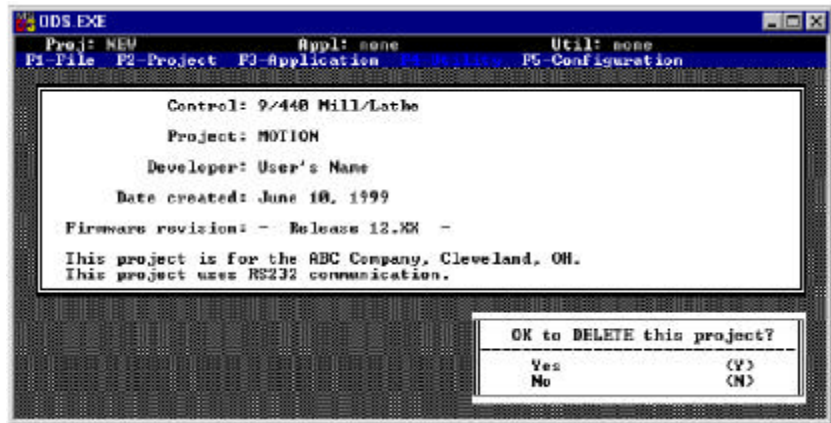 ODS.EXE
Proj: NEW Appl: none Util: none
F1-File F2-Project F3-Application F4-Utility F5-Configuration
Control: 9/440 Mill/Lathe
Project: MOTION
Developer: User's Name
Date created: June 10, 1999
Firmware revision: - Release 12.XX -
This project is for the ABC Company, Cleveland, OH.
This project uses RS232 communication.
OK to DELETE this project?
Yes (Y)
No (N)